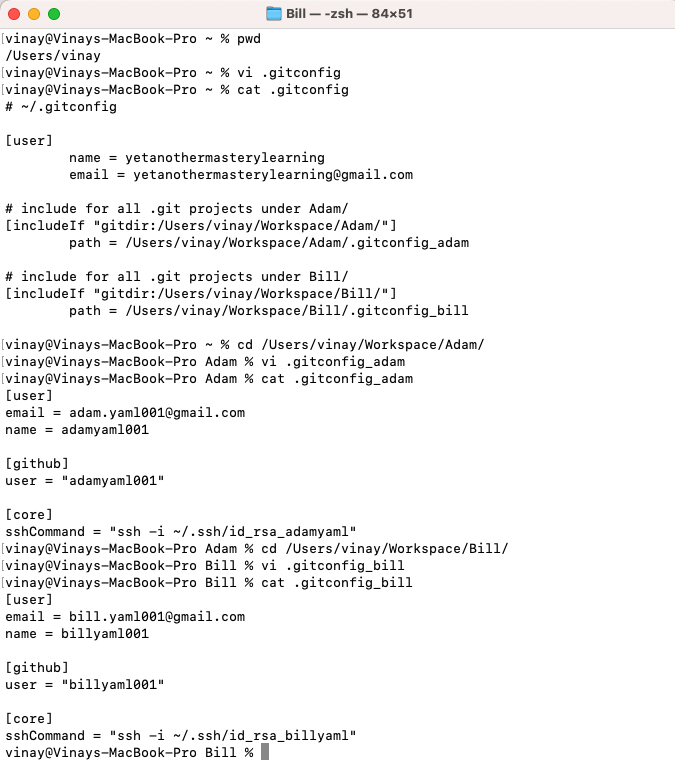 Bill — -zsh — 84×51
[vinay@Vinays-MacBook-Pro ~ % pwd
/Users/vinay
[vinay@Vinays-MacBook-Pro ~ % vi .gitconfig
[vinay@Vinays-MacBook-Pro ~ % cat .gitconfig
# ~/.gitconfig

[user]
        name = yetanothermasterylearning
        email = yetanothermasterylearning@gmail.com

# include for all .git projects under Adam/
[includeIf "gitdir:/Users/vinay/Workspace/Adam/"]
        path = /Users/vinay/Workspace/Adam/.gitconfig_adam

# include for all .git projects under Bill/
[includeIf "gitdir:/Users/vinay/Workspace/Bill/"]
        path = /Users/vinay/Workspace/Bill/.gitconfig_bill

[vinay@Vinays-MacBook-Pro ~ % cd /Users/vinay/Workspace/Adam/
[vinay@Vinays-MacBook-Pro Adam % vi .gitconfig_adam
[vinay@Vinays-MacBook-Pro Adam % cat .gitconfig_adam
[user]
email = adam.yaml001@gmail.com
name = adamyaml001

[github]
user = "adamyaml001"

[core]
sshCommand = "ssh -i ~/.ssh/id_rsa_adamyaml"
[vinay@Vinays-MacBook-Pro Adam % cd /Users/vinay/Workspace/Bill/
[vinay@Vinays-MacBook-Pro Bill % vi .gitconfig_bill
[vinay@Vinays-MacBook-Pro Bill % cat .gitconfig_bill
[user]
email = bill.yaml001@gmail.com
name = billyaml001

[github]
user = "billyaml001"

[core]
sshCommand = "ssh -i ~/.ssh/id_rsa_billyaml"
vinay@Vinays-MacBook-Pro Bill %